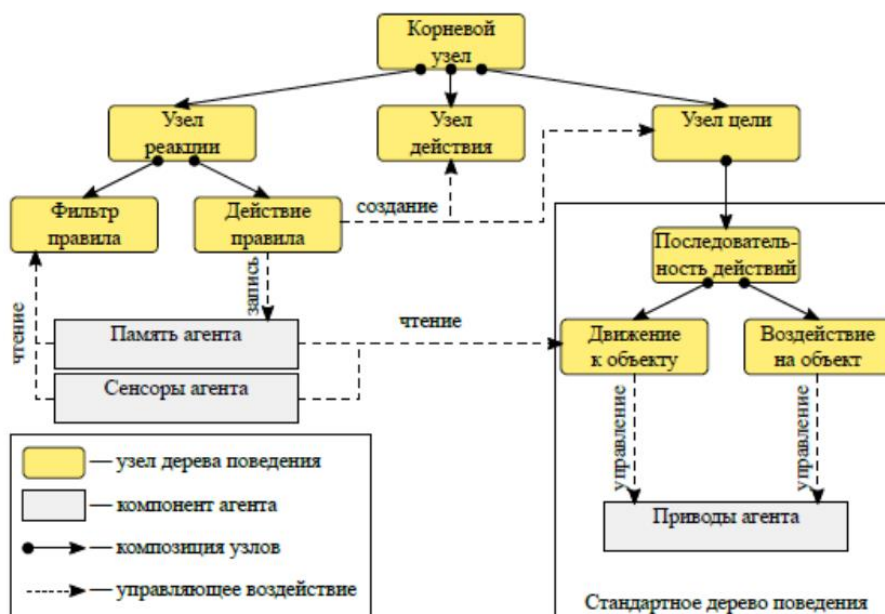 Корневой
узел
Узел
реакции
Узел
действия
Узел цели
Фильтр
правила
Действие
правила
создание
Последователь-
ность действий
чтение
запись
Память агента
чтение
Движение
к объекту
Воздействие
на объект
Сенсоры агента
управление
управление
Приводы агента
— узел дерева поведения
— компонент агента
— композиция узлов
— управляющее воздействие
Стандартное дерево поведения